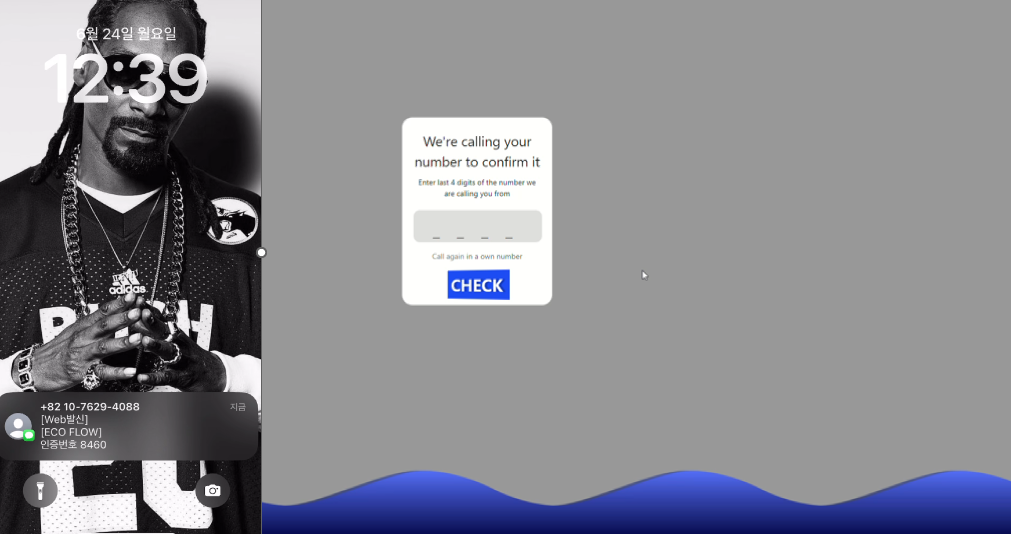 6월 24일 월요일
12:39
adidas
+82 10-7629-4088
지금
[Web발신]
[ECO FLOW]
인증번호 8460
We're calling your
number to confirm it
Enter last 4 digits of the number we
are calling you from
_ _ _ _
Call again in a own number
CHECK